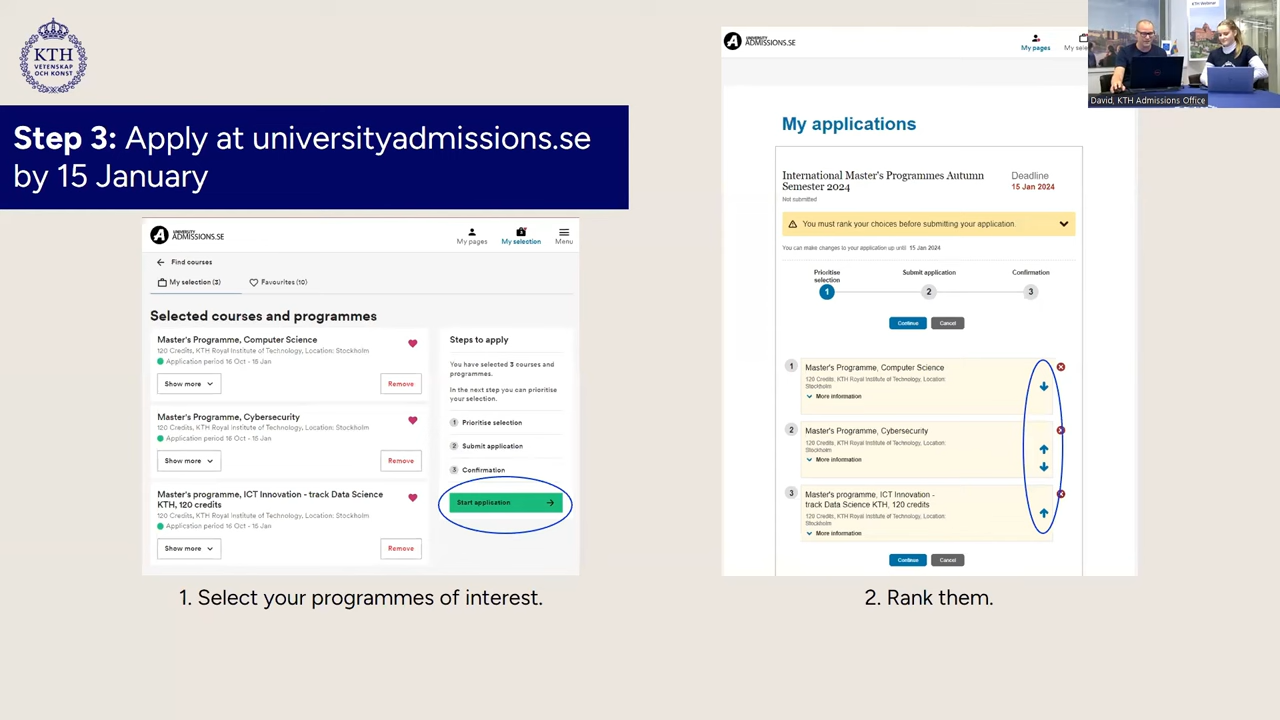 KTH
VETENSKAP
OCH KONST
Step 3: Apply at universityadmissions.se
by 15 January
UNIVERSITY
ADMISSIONS.SE
My pages
My selection
Menu
Find courses
My selection (3)
Favourites (10)
Selected courses and programmes
Master's Programme, Computer Science
120 Credits, KTH Royal Institute of Technology, Location: Stockholm
Application period 16 Oct - 15 Jan
Show more
Remove
Master's Programme, Cybersecurity
120 Credits, KTH Royal Institute of Technology, Location: Stockholm
Application period 16 Oct - 15 Jan
Show more
Remove
Master's programme, ICT Innovation - track Data Science
KTH, 120 credits
120 Credits, KTH Royal Institute of Technology, Location: Stockholm
Application period 16 Oct - 15 Jan
Show more
Remove
Steps to apply
You have selected 3 courses and
programmes.
In the next step you can prioritise
your selection.
1 Prioritise selection
2 Submit application
3 Confirmation
Start application
1. Select your programmes of interest.
UNIVERSITY
ADMISSIONS.SE
My pages
My sele
KTH Webinar
David, KTH Admissions Office
My applications
International Master's Programmes Autumn
Semester 2024
Not submitted
Deadline
15 Jan 2024
You must rank your choices before submitting your application.
You can make changes to your application up until 15 Jan 2024
Prioritise
selection
Submit application
Confirmation
1
2
3
Continue
Cancel
1
Master's Programme, Computer Science
120 Credits, KTH Royal Institute of Technology, Location:
Stockholm
More information
2
Master's Programme, Cybersecurity
120 Credits, KTH Royal Institute of Technology, Location:
Stockholm
More information
3
Master's programme, ICT Innovation -
track Data Science KTH, 120 credits
120 Credits, KTH Royal Institute of Technology, Location:
Stockholm
More information
Continue
Cancel
2. Rank them.